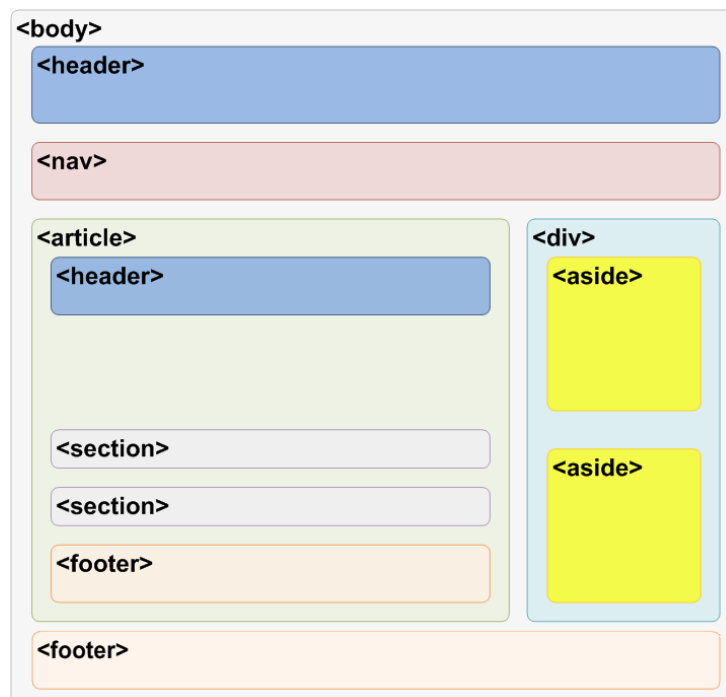 <body>
<header>
<nav>
<article>
<header>
<section>
<section>
<footer>
<div>
<aside>
<aside>
<footer>